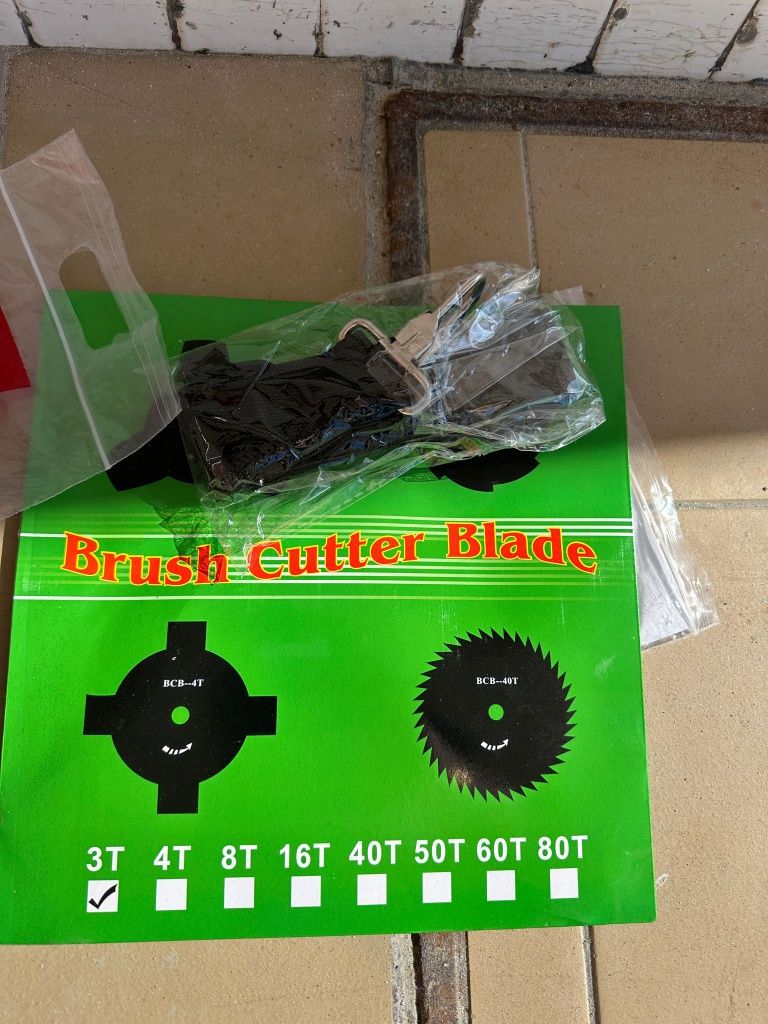 Brush Cutter Blade
BCB--4T
BCB--40T
3T 4T 8T 16T 40T 50T 60T 80T